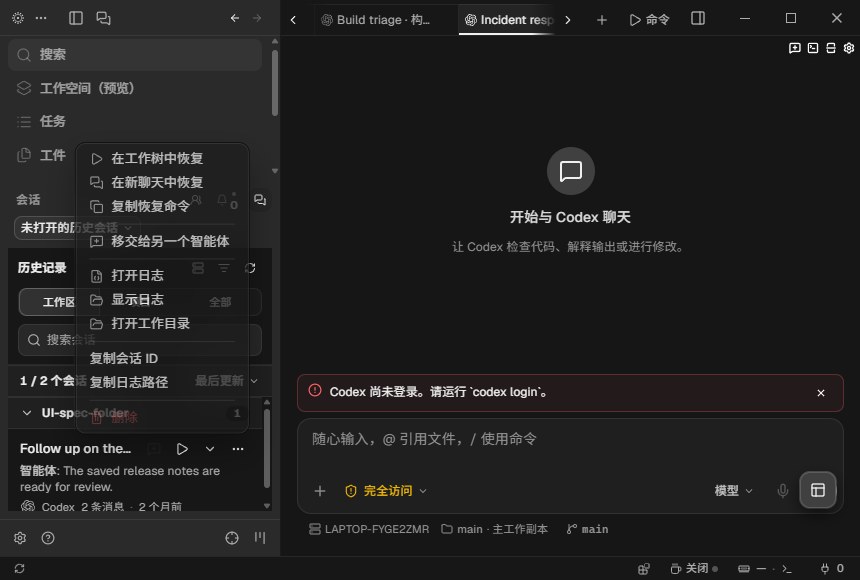 Build triage · 构...
Incident resp
命令
搜索
工作空间（预览）
任务
工件
会话
0
未打开的历史会话
历史记录
工作区
全部
搜索会话
1 / 2 个会话
最后更新
UI-spec-folder
1
Follow up on the...
智能体: The saved release notes are
ready for review.
Codex 2 条消息 · 2 个月前
在工作树中恢复
在新聊天中恢复
复制恢复命令
移交给另一个智能体
打开日志
显示日志
打开工作目录
复制会话 ID
复制日志路径
删除
开始与 Codex 聊天
让 Codex 检查代码、解释输出或进行修改。
Codex 尚未登录。请运行 `codex login`。
随心输入，@ 引用文件，/ 使用命令
完全访问
模型
LAPTOP-FYGE2ZMR
main · 主工作副本
main
关闭
— ·
0